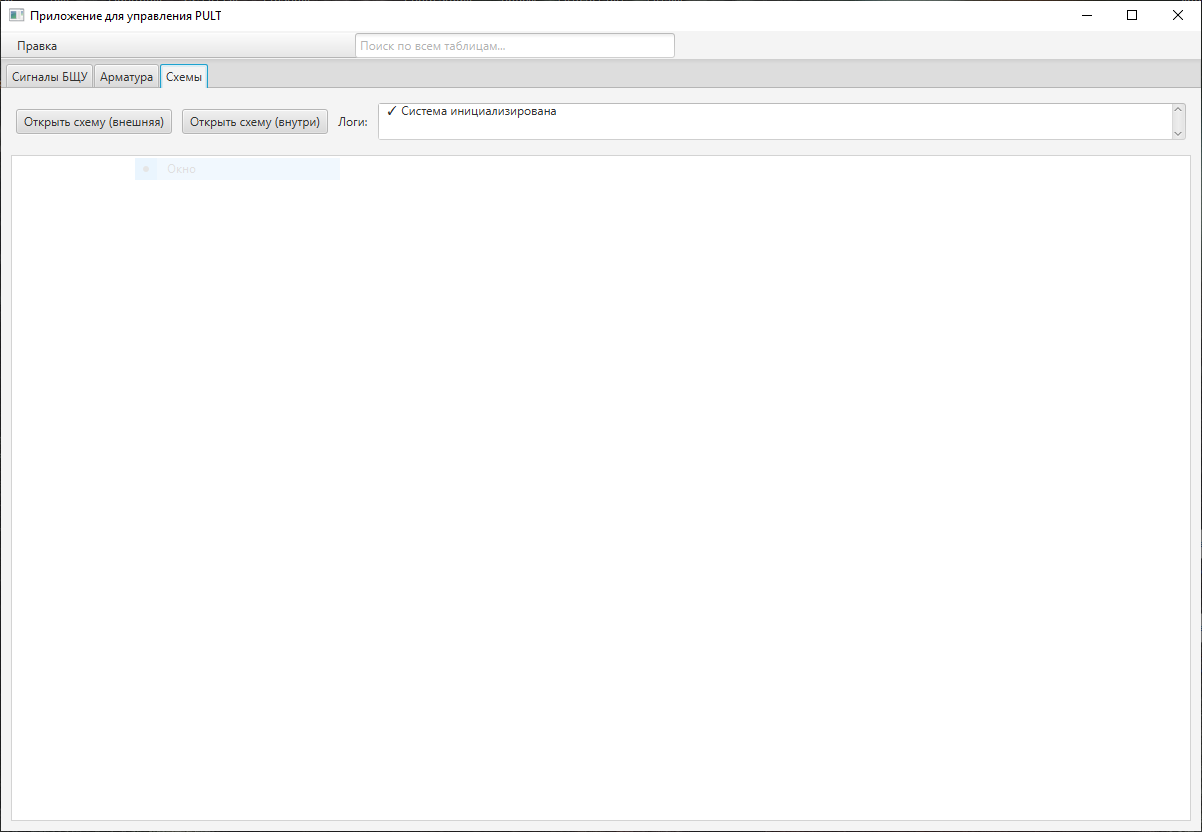 Приложение для управления PULT
Правка
Поиск по всем таблицам...
Сигналы БЩУ Арматура Схемы
Открыть схему (внешняя) Открыть схему (внутри) Логи: ✓ Система инициализирована
Окно